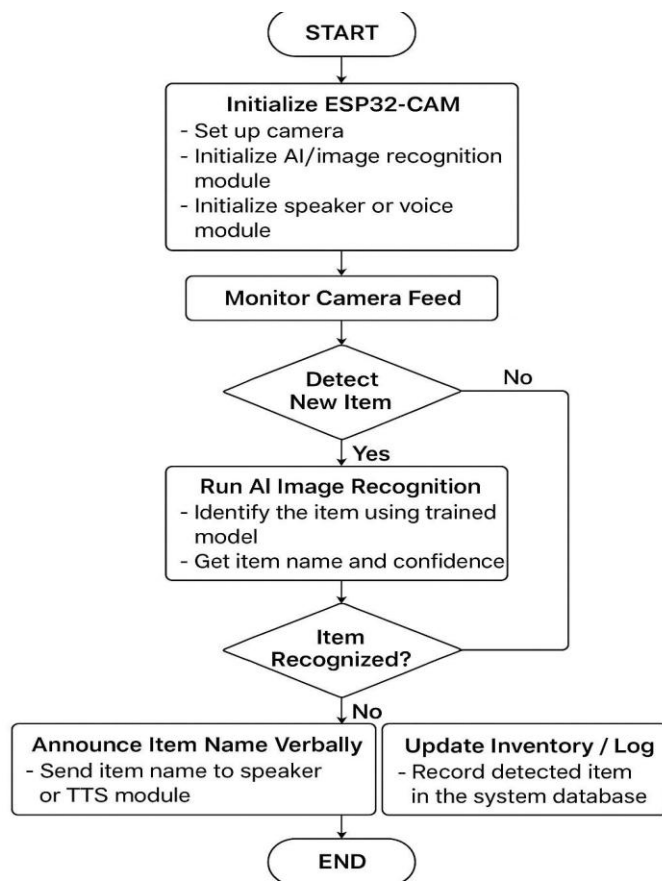 START
Initialize ESP32-CAM
- Set up camera
- Initialize AI/image recognition
module
- Initialize speaker or voice
module
Monitor Camera Feed
Detect
New Item
No
Yes
Run AI Image Recognition
- Identify the item using trained
model
- Get item name and confidence
Item
Recognized?
No
Announce Item Name Verbally
- Send item name to speaker
or TTS module
Update Inventory / Log
- Record detected item
in the system database
END